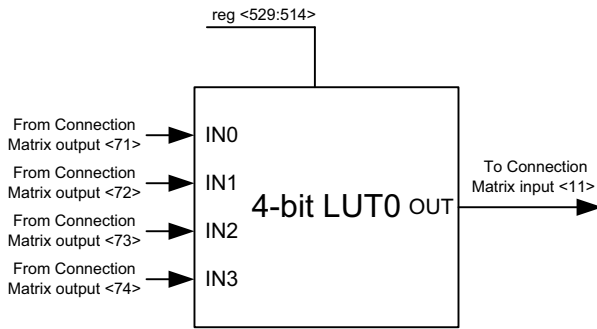 reg <529:514>
From Connection
Matrix output <71>
IN0
From Connection
Matrix output <72>
IN1
From Connection
Matrix output <73>
IN2
From Connection
Matrix output <74>
IN3
4-bit LUT0 OUT
To Connection
Matrix input <11>